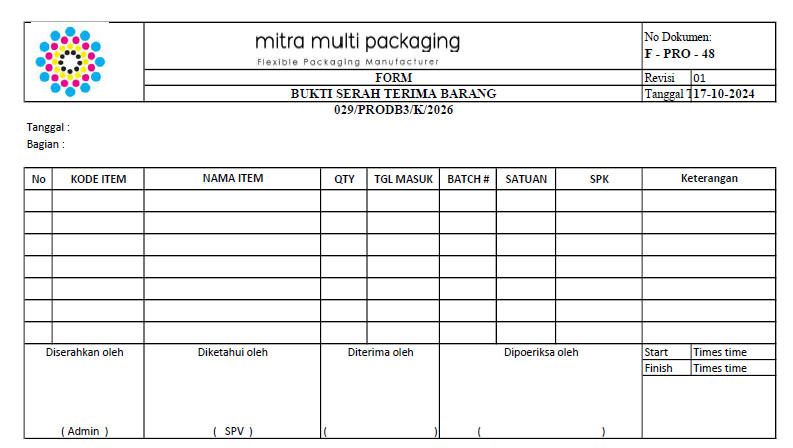 mitra multi packaging
Flexible Packaging Manufacturer
No Dokumen:
F - PRO - 48
FORM
Revisi 01
BUKTI SERAH TERIMA BARANG
Tanggal T 17-10-2024
029/PRODB3/K/2026
Tanggal :
Bagian :
No KODE ITEM NAMA ITEM QTY TGL MASUK BATCH # SATUAN SPK Keterangan
Diserahkan oleh Diketahui oleh Diterima oleh Dipoeriksa oleh Start Times time
Finish Times time
( Admin ) ( SPV ) ( ) ( )